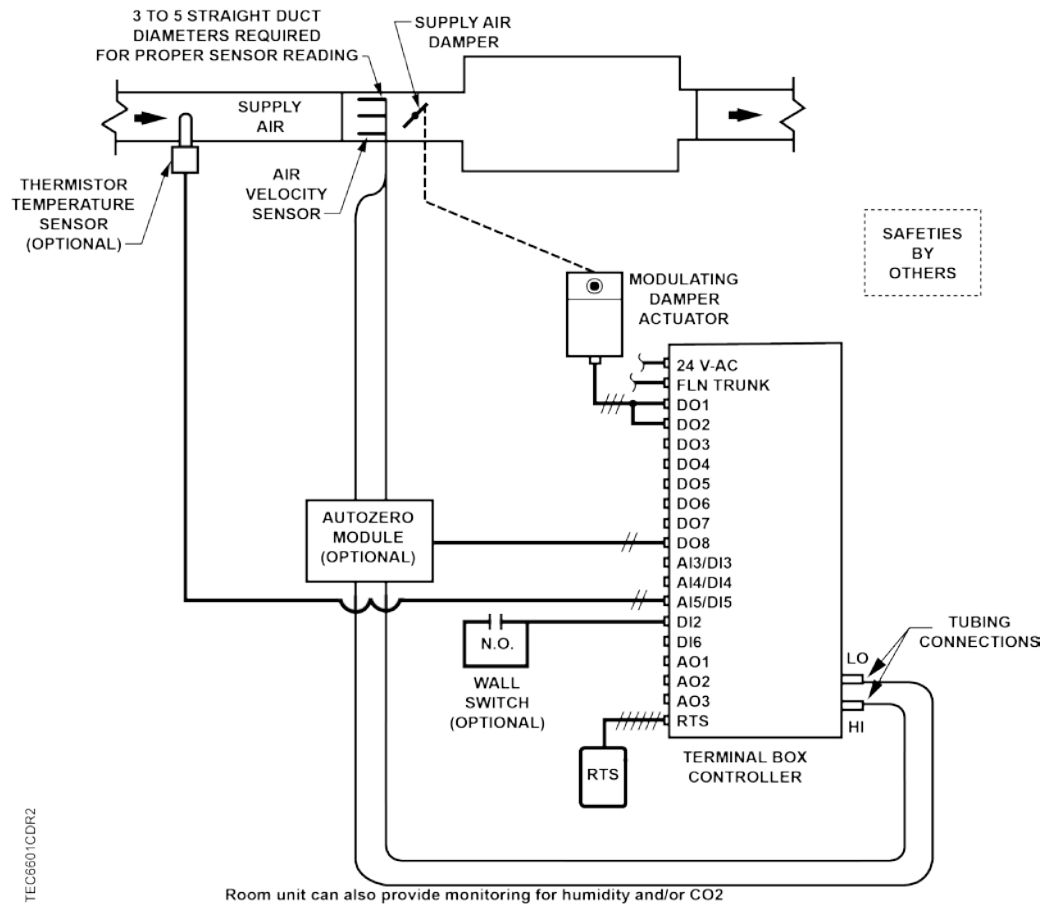 3 TO 5 STRAIGHT DUCT
DIAMETERS REQUIRED
FOR PROPER SENSOR READING
SUPPLY AIR
DAMPER
SUPPLY
AIR
THERMISTOR
TEMPERATURE
SENSOR
(OPTIONAL)
AIR
VELOCITY
SENSOR
SAFETIES
BY
OTHERS
MODULATING
DAMPER
ACTUATOR
24 V-AC
FLN TRUNK
DO1
DO2
DO3
DO4
DO5
DO6
DO7
DO8
AI3/DI3
AI4/DI4
AI5/DI5
DI2
DI6
AO1
AO2
AO3
RTS
AUTOZERO
MODULE
(OPTIONAL)
N.O.
WALL
SWITCH
(OPTIONAL)
TUBING
CONNECTIONS
LO
HI
RTS
TERMINAL BOX
CONTROLLER
TEC6601CDR2
Room unit can also provide monitoring for humidity and/or CO2